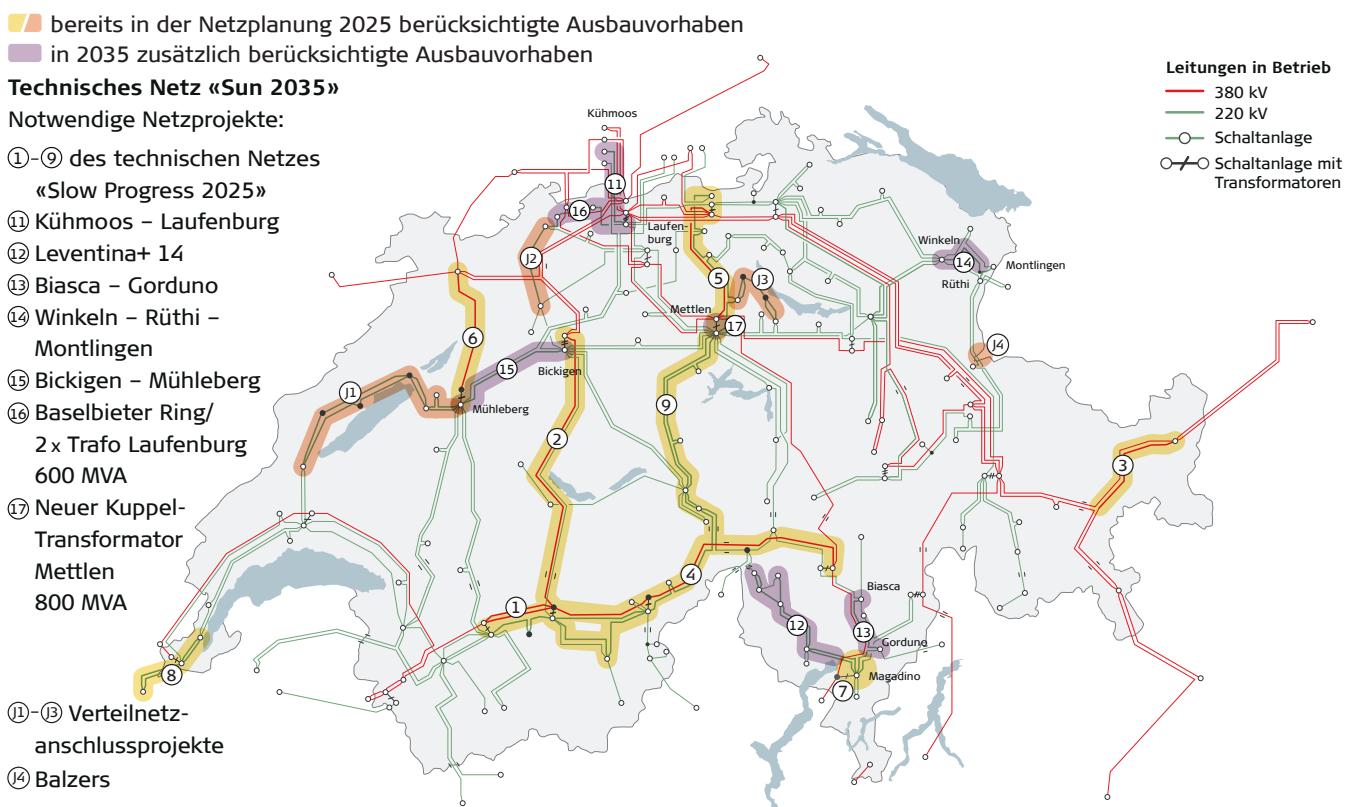 bereits in der Netzplanung 2025 berücksichtigte Ausbauvorhaben
in 2035 zusätzlich berücksichtigte Ausbauvorhaben
Technisches Netz «Sun 2035»
Notwendige Netzprojekte:
①-⑨ des technischen Netzes
«Slow Progress 2025»
⑪ Kühmoos – Laufenburg
⑫ Leventina+ 14
⑬ Biasca – Gorduno
⑭ Winkeln – Rüthi –
Montlingen
⑮ Bickigen – Mühleberg
⑯ Baselbieter Ring/
2 x Trafo Laufenburg
600 MVA
⑰ Neuer Kuppel-
Transformator
Mettlen
800 MVA
J1-J3 Verteilnetz-
anschlussprojekte
J4 Balzers
Leitungen in Betrieb
380 kV
220 kV
Schaltanlage
Schaltanlage mit
Transformatoren
Kühmoos
11
16
Laufen-
burg
J2
Winkeln
14
Montlingen
Rüthi
5
J3
Mettlen
17
6
J4
15
Bickigen
J1
Mühleberg
9
2
3
4
1
Biasca
12
13
Gorduno
8
Magadino
7